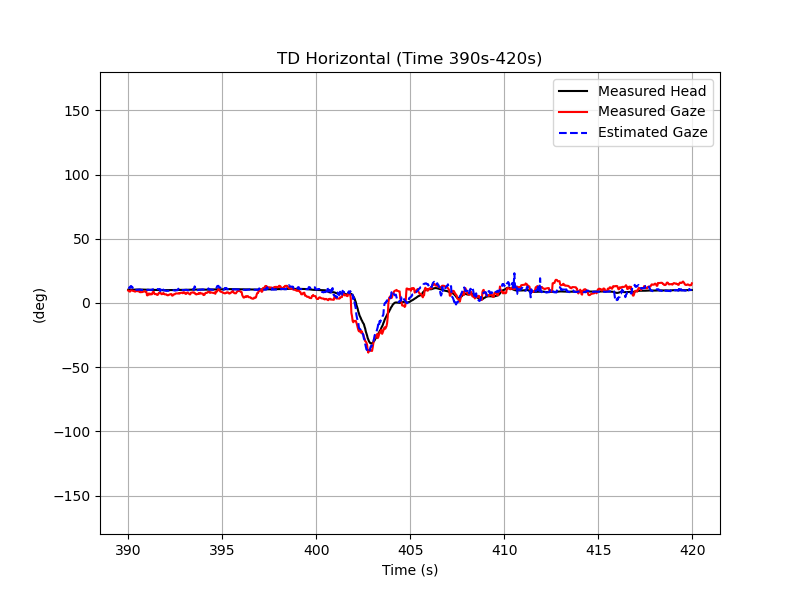 TD Horizontal (Time 390s-420s)
Measured Head
Measured Gaze
Estimated Gaze
150
100
50
0
−50
−100
−150
(deg)
390 395 400 405 410 415 420
Time (s)